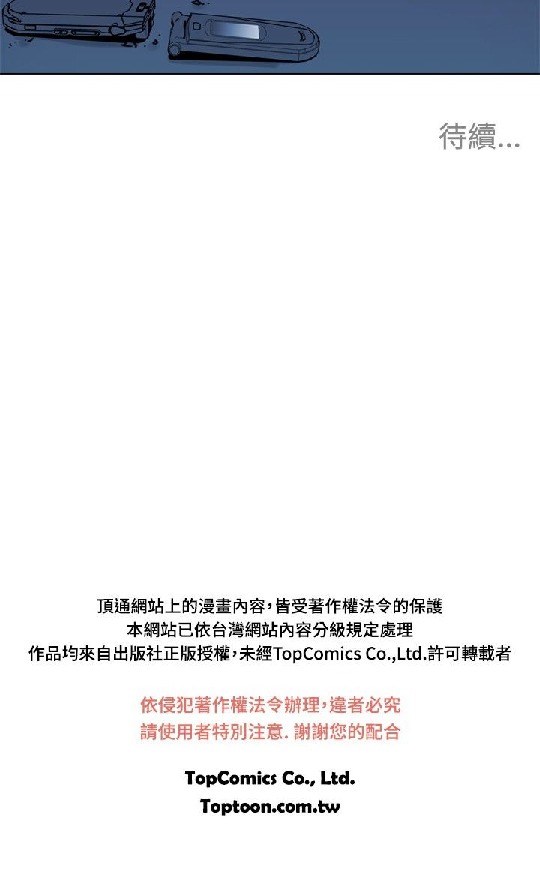 待續...
頂通網站上的漫畫內容，皆受著作權法令的保護
本網站已依台灣網站內容分級規定處理
作品均來自出版社正版授權，未經TopComics Co.,Ltd.許可轉載者
依侵犯著作權法令辦理，違者必究
請使用者特別注意. 謝謝您的配合
TopComics Co., Ltd.
Toptoon.com.tw